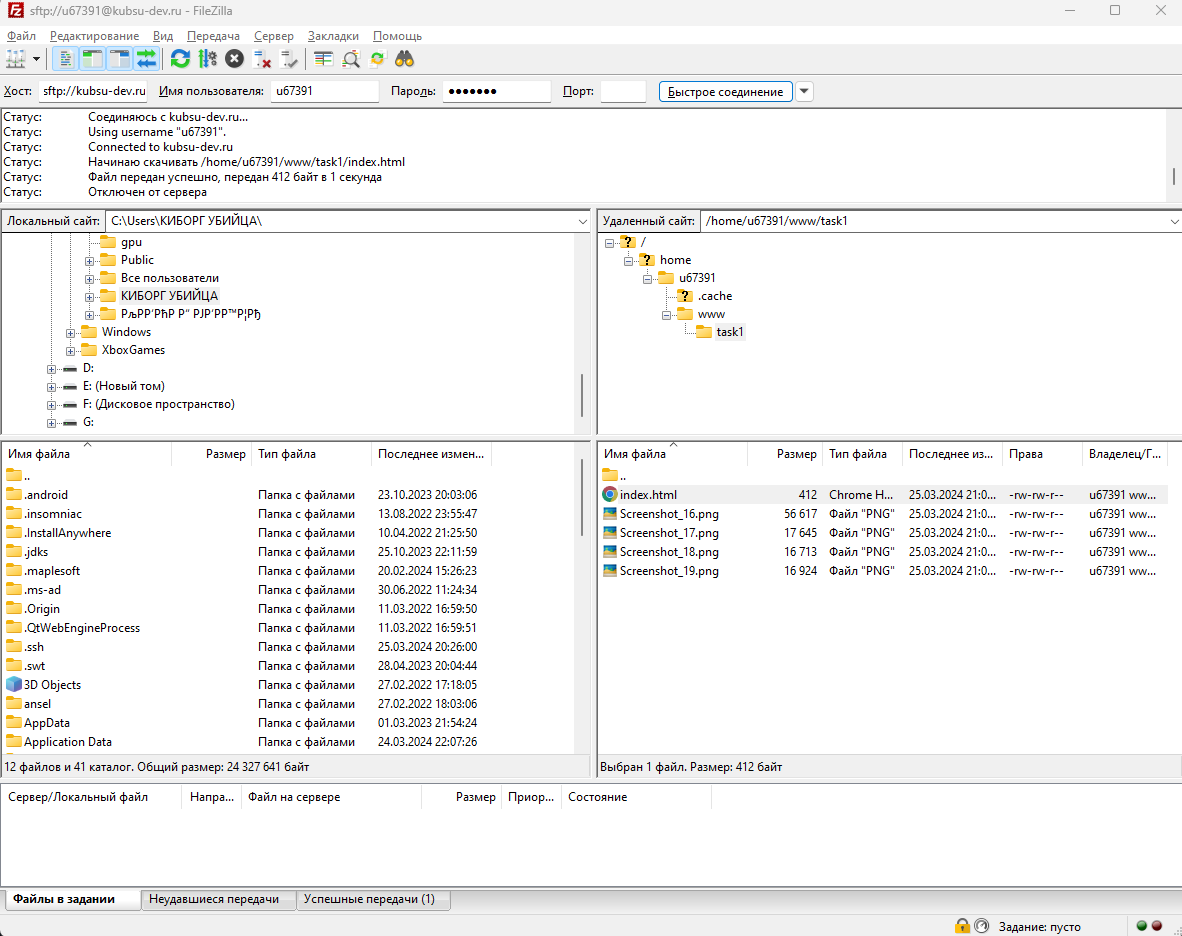 sftp://u67391@kubsu-dev.ru - FileZilla
Файл Редактирование Вид Передача Сервер Закладки Помощь
Хост: sftp://kubsu-dev.ru Имя пользователя: u67391 Пароль: ●●●●●●● Порт: Быстрое соединение
Статус: Соединяюсь с kubsu-dev.ru...
Статус: Using username "u67391".
Статус: Connected to kubsu-dev.ru
Статус: Начинаю скачивать /home/u67391/www/task1/index.html
Статус: Файл передан успешно, передан 412 байт в 1 секунда
Статус: Отключен от сервера
Локальный сайт: C:\Users\КИБОРГ УБИЙЦА\
gpu
Public
Все пользователи
КИБОРГ УБИЙЦА
Windows
XboxGames
D:
E: (Новый том)
F: (Дисковое пространство)
G:
Удаленный сайт: /home/u67391/www/task1
/
home
u67391
.cache
www
task1
Имя файла Размер Тип файла Последнее измен...
..
.android Папка с файлами 23.10.2023 20:03:06
.insomniac Папка с файлами 13.08.2022 23:55:47
.InstallAnywhere Папка с файлами 10.04.2022 21:25:50
.jdks Папка с файлами 25.10.2023 22:11:59
.maplesoft Папка с файлами 20.02.2024 15:26:23
.ms-ad Папка с файлами 30.06.2022 11:24:34
.Origin Папка с файлами 11.03.2022 16:59:50
.QtWebEngineProcess Папка с файлами 11.03.2022 16:59:51
.ssh Папка с файлами 25.03.2024 20:26:00
.swt Папка с файлами 28.04.2023 20:04:44
3D Objects Папка с файлами 27.02.2022 17:18:05
ansel Папка с файлами 27.02.2022 18:03:06
AppData Папка с файлами 01.03.2023 21:54:24
Application Data Папка с файлами 24.03.2024 22:07:26
12 файлов и 41 каталог. Общий размер: 24 327 641 байт
Имя файла Размер Тип файла Последнее из... Права Владелец/Г...
..
index.html 412 Chrome H... 25.03.2024 21:0... -rw-rw-r-- u67391 ww...
Screenshot_16.png 56 617 Файл "PNG" 25.03.2024 21:0... -rw-rw-r-- u67391 ww...
Screenshot_17.png 17 645 Файл "PNG" 25.03.2024 21:0... -rw-rw-r-- u67391 ww...
Screenshot_18.png 16 713 Файл "PNG" 25.03.2024 21:0... -rw-rw-r-- u67391 ww...
Screenshot_19.png 16 924 Файл "PNG" 25.03.2024 21:0... -rw-rw-r-- u67391 ww...
Выбран 1 файл. Размер: 412 байт
Сервер/Локальный файл Напра... Файл на сервере Размер Приор... Состояние
Файлы в задании Неудавшиеся передачи Успешные передачи (1)
Задание: пусто